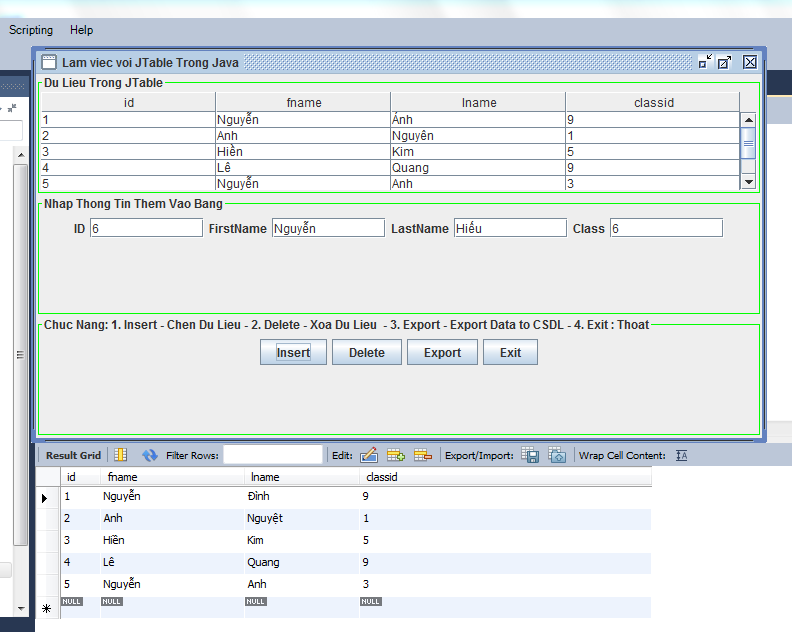 Scripting Help
Lam viec voi JTable Trong Java
Du Lieu Trong JTable
id fname lname classid
1 Nguyễn Ánh 9
2 Anh Nguyên 1
3 Hiền Kim 5
4 Lê Quang 9
5 Nguyễn Anh 3
Nhap Thong Tin Them Vao Bang
ID 6 FirstName Nguyễn LastName Hiếu Class 6
Chuc Nang: 1. Insert - Chen Du Lieu - 2. Delete - Xoa Du Lieu - 3. Export - Export Data to CSDL - 4. Exit : Thoat
Insert Delete Export Exit
Result Grid Filter Rows: Edit: Export/Import: Wrap Cell Content: IA
id fname lname classid
1 Nguyễn Đình 9
2 Anh Nguyệt 1
3 Hiền Kim 5
4 Lê Quang 9
5 Nguyễn Anh 3
NULL NULL NULL NULL